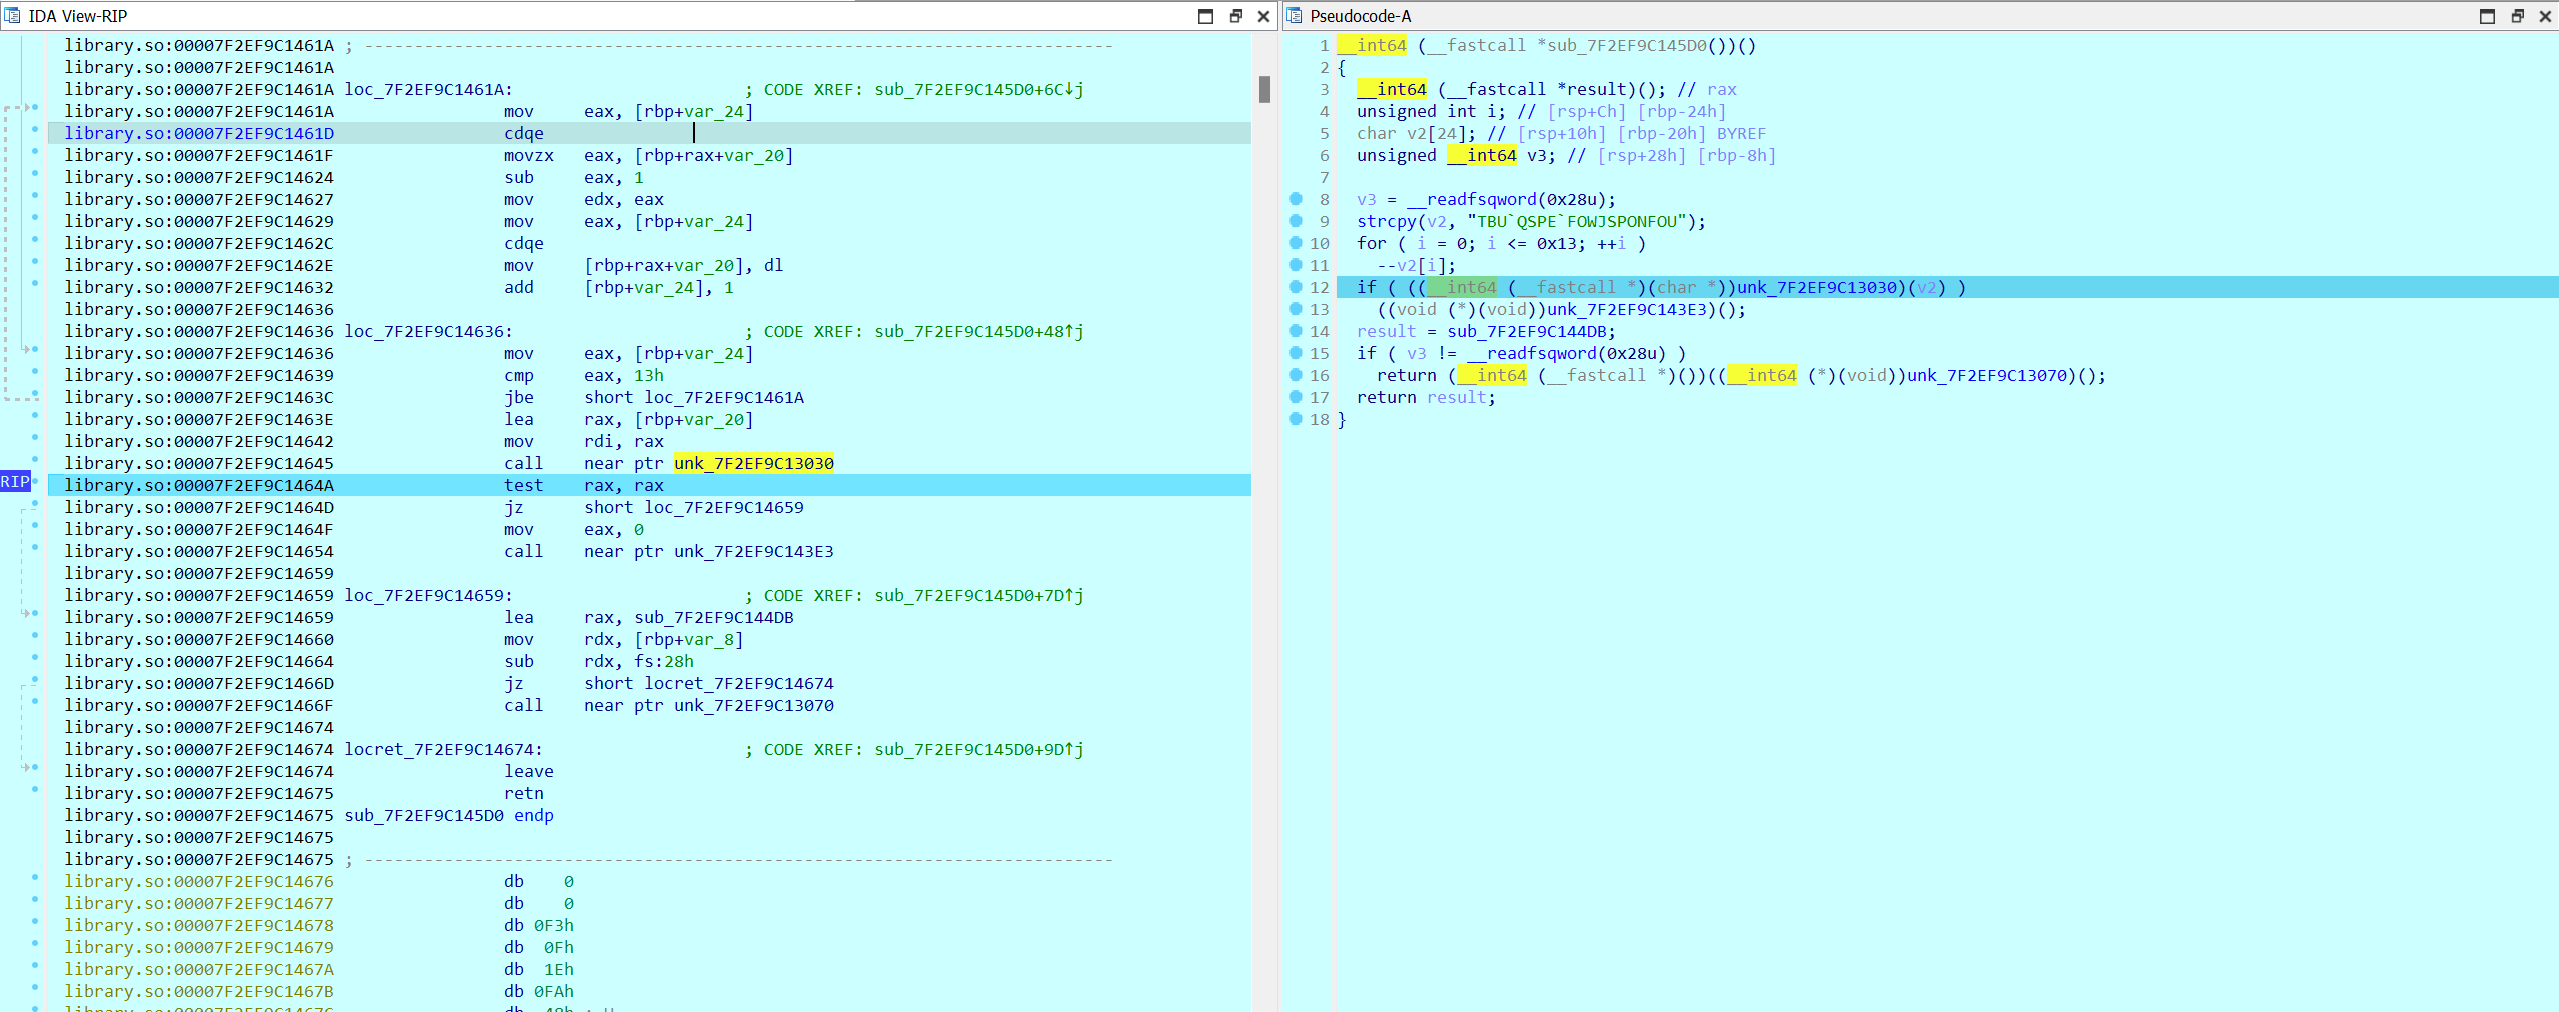 IDA View-RIP
library.so:00007F2EF9C1461A ; ---------------------------------------------------------------------------
library.so:00007F2EF9C1461A
library.so:00007F2EF9C1461A loc_7F2EF9C1461A: ; CODE XREF: sub_7F2EF9C145D0+6C↓j
library.so:00007F2EF9C1461A mov eax, [rbp+var_24]
library.so:00007F2EF9C1461D cdqe
library.so:00007F2EF9C1461F movzx eax, [rbp+rax+var_20]
library.so:00007F2EF9C14624 sub eax, 1
library.so:00007F2EF9C14627 mov edx, eax
library.so:00007F2EF9C14629 mov eax, [rbp+var_24]
library.so:00007F2EF9C1462C cdqe
library.so:00007F2EF9C1462E mov [rbp+rax+var_20], dl
library.so:00007F2EF9C14632 add [rbp+var_24], 1
library.so:00007F2EF9C14636
library.so:00007F2EF9C14636 loc_7F2EF9C14636: ; CODE XREF: sub_7F2EF9C145D0+48↑j
library.so:00007F2EF9C14636 mov eax, [rbp+var_24]
library.so:00007F2EF9C14639 cmp eax, 13h
library.so:00007F2EF9C1463C jbe short loc_7F2EF9C1461A
library.so:00007F2EF9C1463E lea rax, [rbp+var_20]
library.so:00007F2EF9C14642 mov rdi, rax
library.so:00007F2EF9C14645 call near ptr unk_7F2EF9C13030
RIP library.so:00007F2EF9C1464A test rax, rax
library.so:00007F2EF9C1464D jz short loc_7F2EF9C14659
library.so:00007F2EF9C1464F mov eax, 0
library.so:00007F2EF9C14654 call near ptr unk_7F2EF9C143E3
library.so:00007F2EF9C14659
library.so:00007F2EF9C14659 loc_7F2EF9C14659: ; CODE XREF: sub_7F2EF9C145D0+7D↑j
library.so:00007F2EF9C14659 lea rax, sub_7F2EF9C144DB
library.so:00007F2EF9C14660 mov rdx, [rbp+var_8]
library.so:00007F2EF9C14664 sub rdx, fs:28h
library.so:00007F2EF9C1466D jz short locret_7F2EF9C14674
library.so:00007F2EF9C1466F call near ptr unk_7F2EF9C13070
library.so:00007F2EF9C14674
library.so:00007F2EF9C14674 locret_7F2EF9C14674: ; CODE XREF: sub_7F2EF9C145D0+9D↑j
library.so:00007F2EF9C14674 leave
library.so:00007F2EF9C14675 retn
library.so:00007F2EF9C14675 sub_7F2EF9C145D0 endp
library.so:00007F2EF9C14675
library.so:00007F2EF9C14675 ; ---------------------------------------------------------------------------
library.so:00007F2EF9C14676 db 0
library.so:00007F2EF9C14677 db 0
library.so:00007F2EF9C14678 db 0F3h
library.so:00007F2EF9C14679 db 0Fh
library.so:00007F2EF9C1467A db 1Eh
library.so:00007F2EF9C1467B db 0FAh
Pseudocode-A
1 __int64 (__fastcall *sub_7F2EF9C145D0())()
2 {
3 __int64 (__fastcall *result)(); // rax
4 unsigned int i; // [rsp+Ch] [rbp-24h]
5 char v2[24]; // [rsp+10h] [rbp-20h] BYREF
6 unsigned __int64 v3; // [rsp+28h] [rbp-8h]
7
8 v3 = __readfsqword(0x28u);
9 strcpy(v2, "TBU`QSPE`FOWJSPONFOU");
10 for ( i = 0; i <= 0x13; ++i )
11 --v2[i];
12 if ( ((__int64 (__fastcall *)(char *))unk_7F2EF9C13030)(v2) )
13 ((void (*)(void))unk_7F2EF9C143E3)();
14 result = sub_7F2EF9C144DB;
15 if ( v3 != __readfsqword(0x28u) )
16 return (__int64 (__fastcall *)())((__int64 (*)(void))unk_7F2EF9C13070)();
17 return result;
18 }